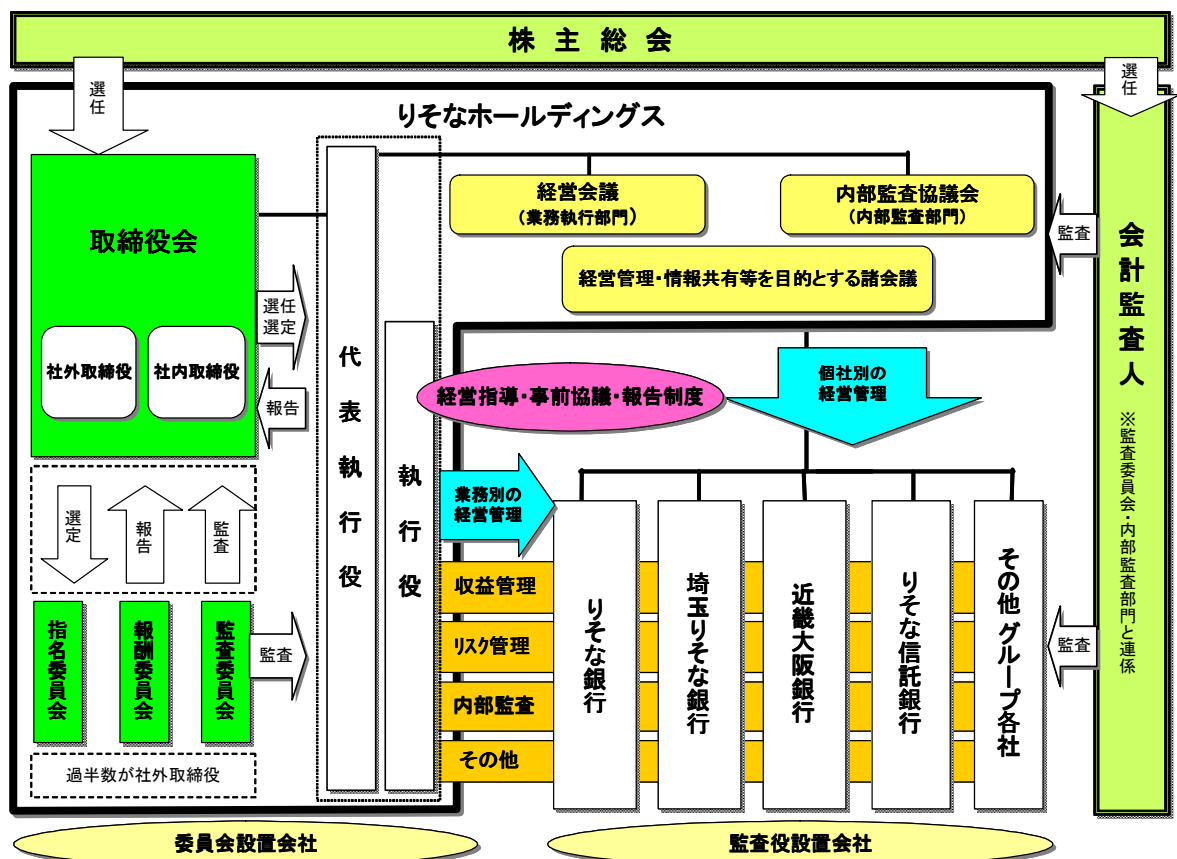 株主総会
選任
選任
りそなホールディングス
取締役会
社外取締役
社内取締役
選任
選定
報告
代表執行役
執行役
経営会議
（業務執行部門）
内部監査協議会
（内部監査部門）
経営管理・情報共有等を目的とする諸会議
監査
会計監査人
※監査委員会・内部監査部門と連係
経営指導・事前協議・報告制度
個社別の
経営管理
業務別の
経営管理
選定
報告
監査
指名委員会
報酬委員会
監査委員会
監査
過半数が社外取締役
収益管理
リスク管理
内部監査
その他
りそな銀行
埼玉りそな銀行
近畿大阪銀行
りそな信託銀行
その他 グループ各社
監査
委員会設置会社
監査役設置会社